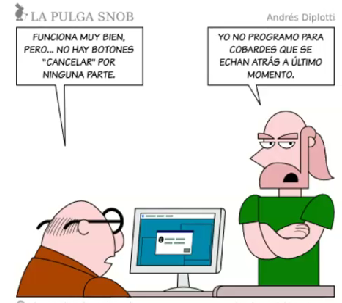 LA PULGA SNOB
Andrés Diplotti
FUNCIONA MUY BIEN,
PERO... NO HAY BOTONES
"CANCELAR" POR
NINGUNA PARTE.
YO NO PROGRAMO PARA
COBARDES QUE SE
ECHAN ATRÁS A ÚLTIMO
MOMENTO.